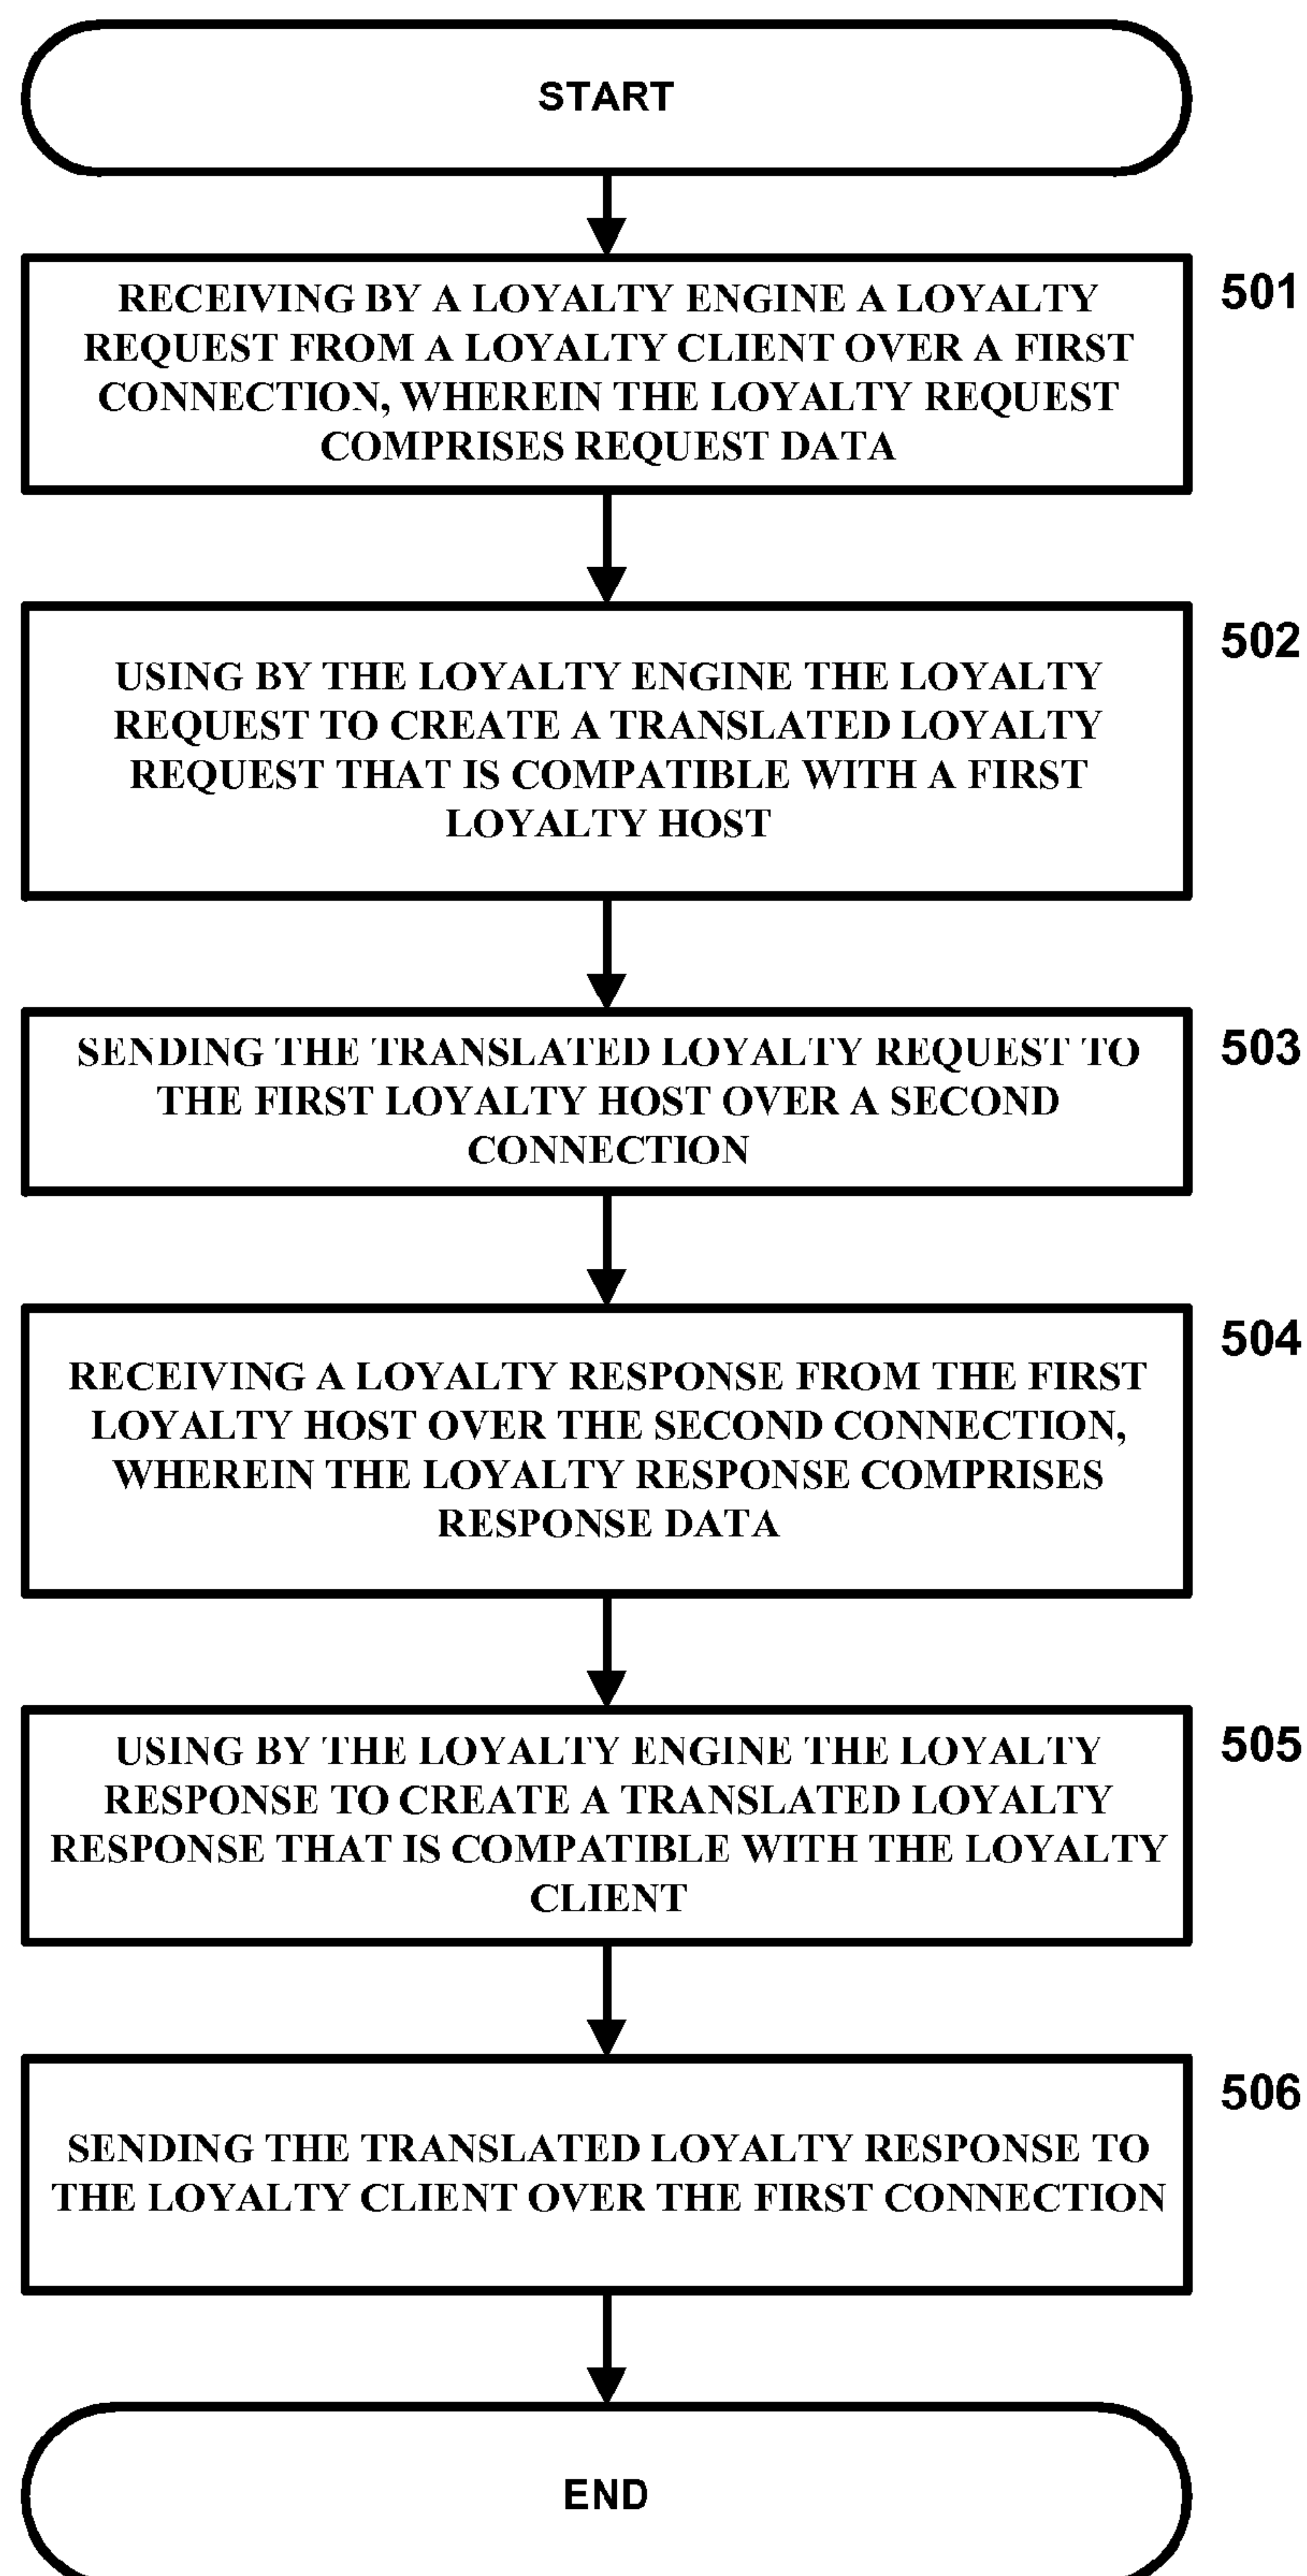 START
RECEIVING BY A LOYALTY ENGINE A LOYALTY
REQUEST FROM A LOYALTY CLIENT OVER A FIRST
CONNECTION, WHEREIN THE LOYALTY REQUEST
COMPRISES REQUEST DATA
501
USING BY THE LOYALTY ENGINE THE LOYALTY
REQUEST TO CREATE A TRANSLATED LOYALTY
REQUEST THAT IS COMPATIBLE WITH A FIRST
LOYALTY HOST
502
SENDING THE TRANSLATED LOYALTY REQUEST TO
THE FIRST LOYALTY HOST OVER A SECOND
CONNECTION
503
RECEIVING A LOYALTY RESPONSE FROM THE FIRST
LOYALTY HOST OVER THE SECOND CONNECTION,
WHEREIN THE LOYALTY RESPONSE COMPRISES
RESPONSE DATA
504
USING BY THE LOYALTY ENGINE THE LOYALTY
RESPONSE TO CREATE A TRANSLATED LOYALTY
RESPONSE THAT IS COMPATIBLE WITH THE LOYALTY
CLIENT
505
SENDING THE TRANSLATED LOYALTY RESPONSE TO
THE LOYALTY CLIENT OVER THE FIRST CONNECTION
506
END